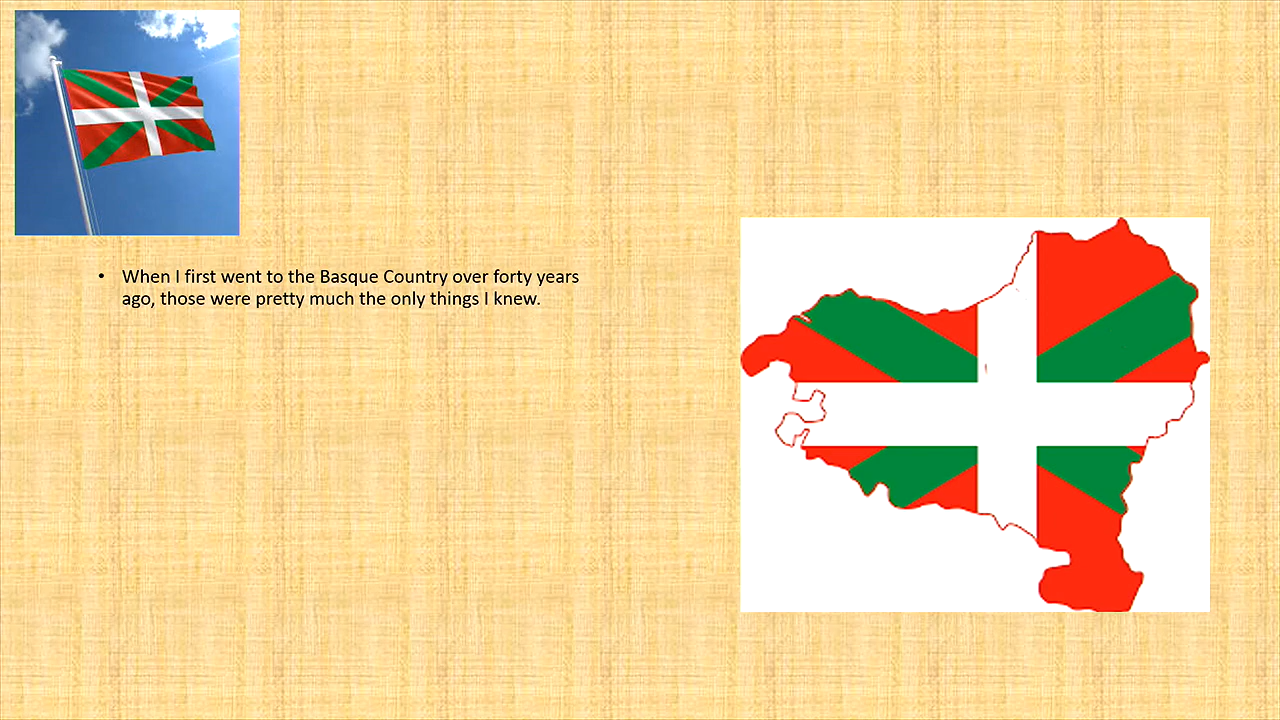 • When I first went to the Basque Country over forty years
ago, those were pretty much the only things I knew.